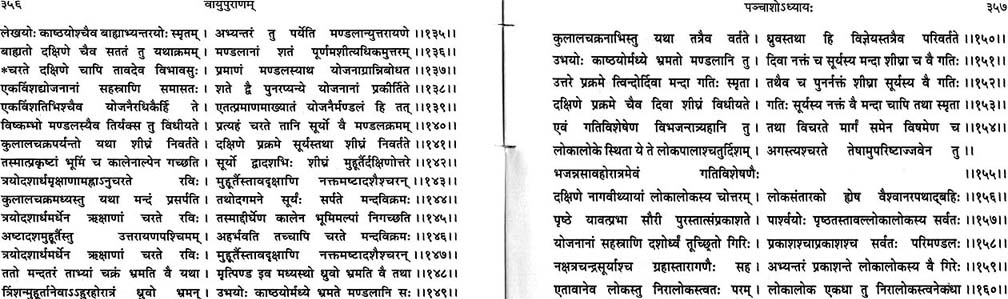 ३५६ वायुपुराणम्
लेखयोः काष्ठयोश्चैव बाह्याभ्यन्तरयोः स्मृतम् । अभ्यन्तरं तु पर्येति मण्डलान्युत्तरायणे ।।१३५।।
बाह्यतो दक्षिणे चैव सततं तु यथाक्रमम् । मण्डलानां शतं पूर्णमशीत्यधिकमुत्तरम् ।।१३६।।
*चरते दक्षिणे चापि तावदेव विभावसुः । प्रमाणं मण्डलस्याथ योजनाग्रान्निबोधत ।।१३७।।
एकविंशद्योजनानां सहस्राणि समासतः । शते द्वे पुनरप्यन्ये योजनानां प्रकीर्तिते ।।१३८।।
एकविंशतिभिश्चैव योजनैरधिकैर्हि ते । एतत्प्रमाणमाख्यातं योजनैर्मण्डलं हि तत् ।।१३९।।
विष्कम्भो मण्डलस्यैव तिर्यक्स तु विधीयते । प्रत्यहं चरते तानि सूर्यो वै मण्डलक्रमम् ।।१४०।।
कुलालचक्रपर्यन्तो यथा शीघ्रं निवर्तते । दक्षिणे प्रक्रमे सूर्यस्तथा शीघ्रं निवर्तते ।।१४१।।
तस्मात्प्रकृष्टां भूमिं च कालेनाल्पेन गच्छति । सूर्यो द्वादशभिः शीघ्रं मुहूर्तैर्दक्षिणोत्तरे ।।१४२।।
त्रयोदशार्धमृक्षाणामह्नाऽनुचरते रविः । मुहूर्तैस्तावदृक्षाणि नक्तमष्टादशैश्चरन् ।।१४३।।
कुलालचक्रमध्यस्तु यथा मन्दं प्रसर्पति । तथोदगमने सूर्यः सर्पते मन्दविक्रमः ।।१४४।।
त्रयोदशार्धमर्धेन ऋक्षाणां चरते रविः । तस्माद्दीर्घेण कालेन भूमिमल्पां निगच्छति ।।१४५।।
अष्टादशमुहूर्तैस्तु उत्तरायणपश्चिमम् । अहर्भवति तच्चापि चरते मन्दविक्रमः ।।१४६।।
त्रयोदशार्धमर्धेन ऋक्षाणां चरते रविः । मुहूर्तैस्तावदृक्षाणि नक्तमष्टादशैश्चरन् ।।१४७।।
ततो मन्दतरं ताभ्यां चक्रं भ्रमति वै यथा । मृत्पिण्ड इव मध्यस्थो ध्रुवो भ्रमति वै तथा ।।१४८।।
त्रिंशन्मुहूर्तानेवाऽऽहुरहोरात्रं ध्रुवो भ्रमन् । उभयोः काष्ठयोर्मध्ये भ्रमते मण्डलानि सः ।।१४९।।
पञ्चाशोऽध्यायः ३५७
कुलालचक्रनाभिस्तु यथा तत्रैव वर्तते । ध्रुवस्तथा हि विज्ञेयस्तत्रैव परिवर्तते ।।१५०।।
उभयोः काष्ठयोर्मध्ये भ्रमतो मण्डलानि तु । दिवा नक्तं च सूर्यस्य मन्दा शीघ्रा च वै गतिः ।।१५१।।
उत्तरे प्रक्रमे त्विन्दोर्दिवा मन्दा गतिः स्मृता । तथैव च पुनर्नक्तं शीघ्रा सूर्यस्य वै गतिः ।।१५२।।
दक्षिणे प्रक्रमे चैव दिवा शीघ्रं विधीयते । गतिः सूर्यस्य नक्तं वै मन्दा चापि तथा स्मृता ।।१५३।।
एवं गतिविशेषेण विभजन्रात्र्यहानि तु । तथा विचरते मार्गं समेन विषमेण च ।।१५४।।
लोकालोके स्थिता ये ते लोकपालाश्चतुर्दिशम् । अगस्त्यश्चरते तेषामुपरिष्टाज्जवेन तु ।
भजन्नसावहोरात्रमेवं गतिविशेषणैः ।।१५५।।
दक्षिणे नागवीथ्यायां लोकालोकस्य चोत्तरम् । लोकसंतारको ह्येष वैश्वानरपथाद्बहिः ।।१५६।।
पृष्ठे यावत्प्रभा सौरी पुरस्तात्संप्रकाशते । पार्श्वयोः पृष्ठतस्तावल्लोकालोकस्य सर्वतः ।।१५७।।
योजनानां सहस्राणि दशोर्ध्वं तूच्छ्रितो गिरिः । प्रकाशश्चाप्रकाशश्च सर्वतः परिमण्डलः ।।१५८।।
नक्षत्रचन्द्रसूर्याश्च ग्रहास्तारागणैः सह । अभ्यन्तरं प्रकाशन्ते लोकालोकस्य वै गिरेः ।।१५९।।
एतावानेव लोकस्तु निरालोकस्त्वतः परम् । लोकालोक एकधा तु निरालोकस्त्वनेकधा ।।१६०।।